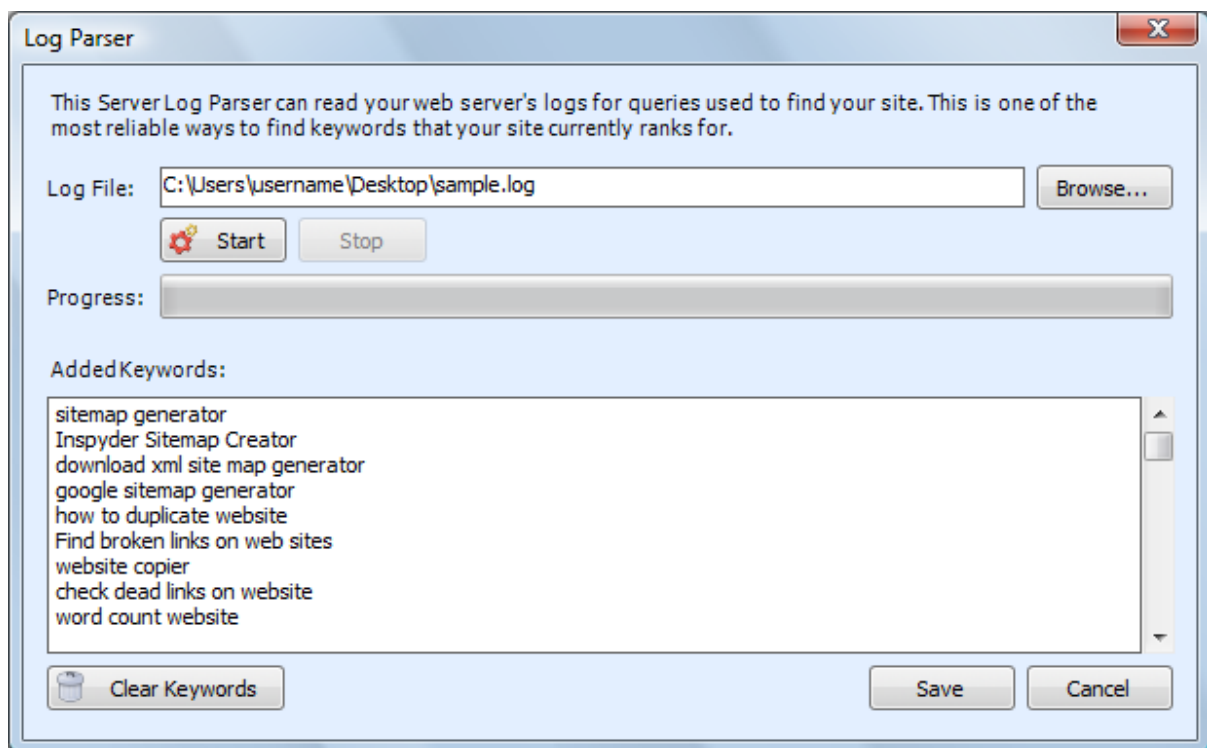 Log Parser
This Server Log Parser can read your web server's logs for queries used to find your site. This is one of the
most reliable ways to find keywords that your site currently ranks for.
Log File:
C:\Users\username\Desktop\sample.log
Browse...
Start
Stop
Progress:
Added Keywords:
sitemap generator
Inspyder Sitemap Creator
download xml site map generator
google sitemap generator
how to duplicate website
Find broken links on web sites
website copier
check dead links on website
word count website
Clear Keywords
Save
Cancel